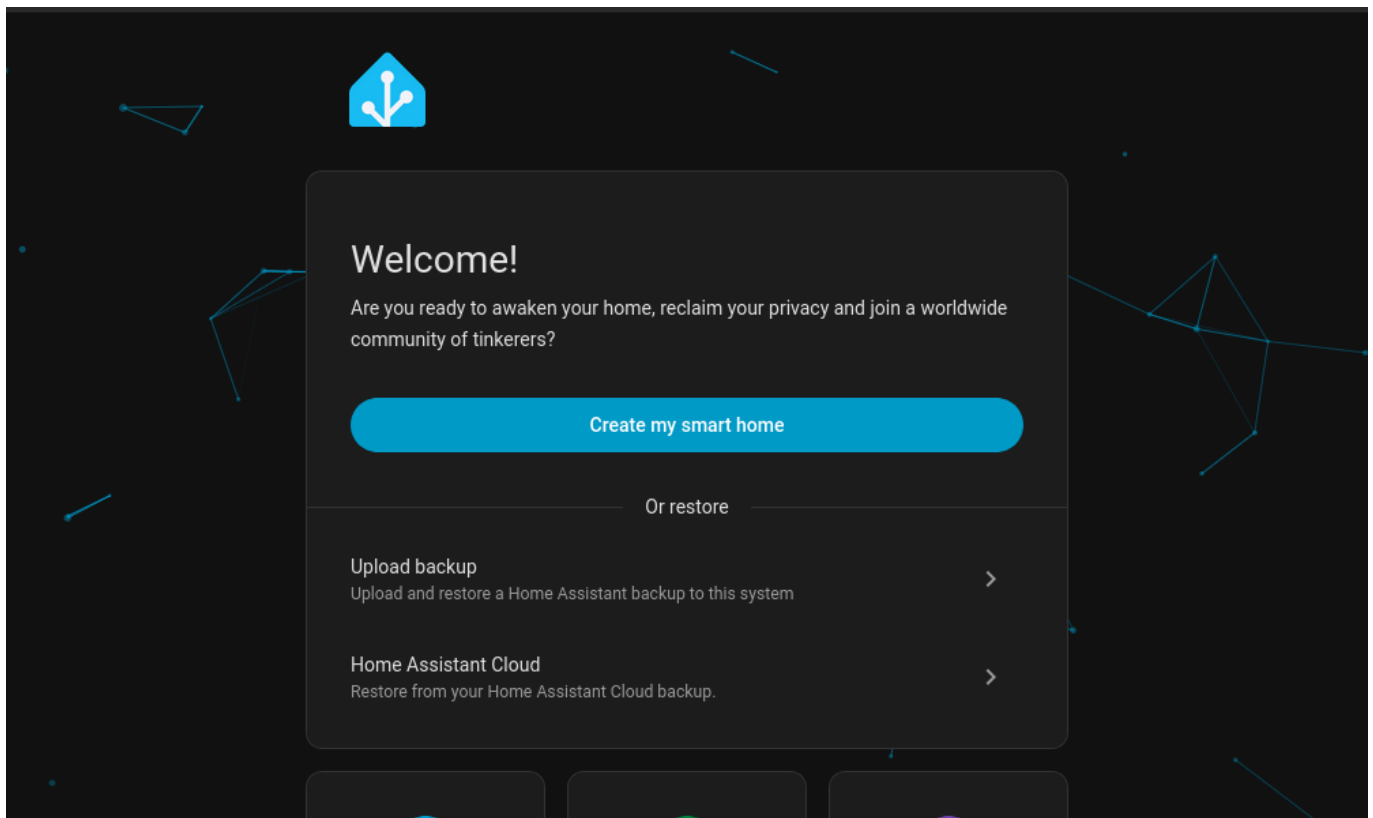 Welcome!
Are you ready to awaken your home, reclaim your privacy and join a worldwide
community of tinkerers?
Create my smart home
Or restore
Upload backup
Upload and restore a Home Assistant backup to this system
Home Assistant Cloud
Restore from your Home Assistant Cloud backup.